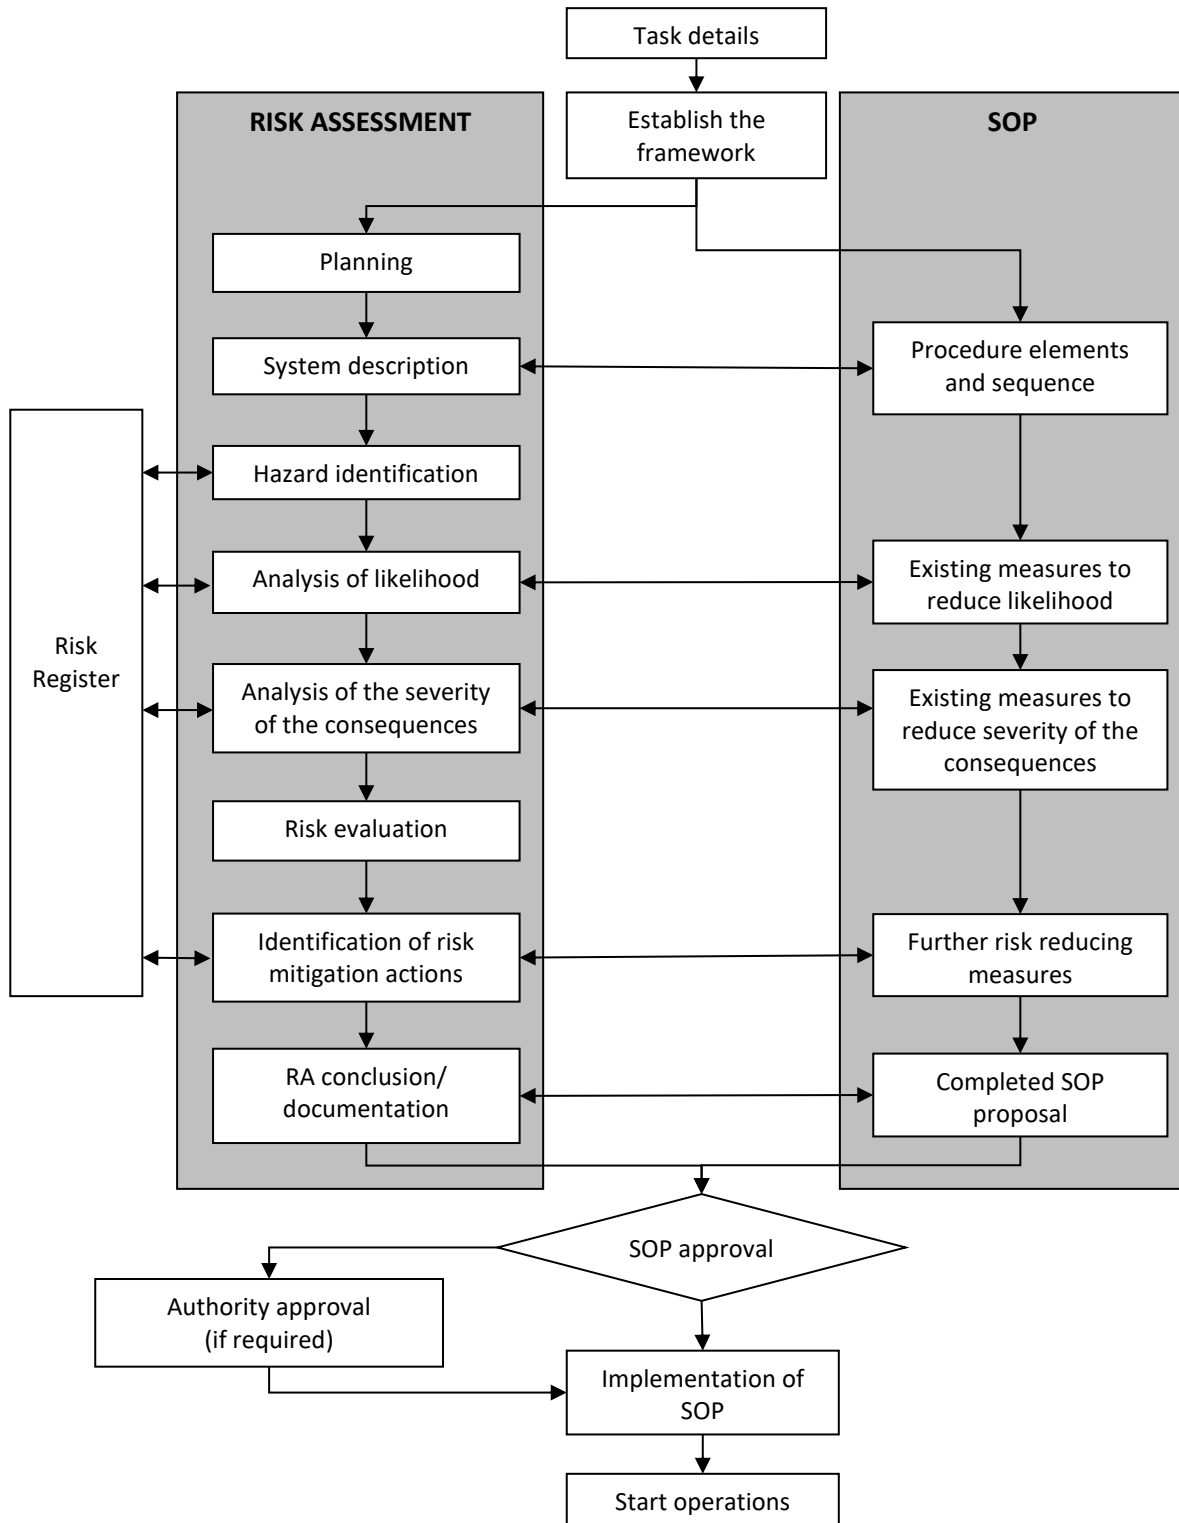 Task details
RISK ASSESSMENT
Establish the
framework
SOP
Planning
System description
Procedure elements
and sequence
Hazard identification
Analysis of likelihood
Existing measures to
reduce likelihood
Risk
Register
Analysis of the severity
of the consequences
Existing measures to
reduce severity of the
consequences
Risk evaluation
Identification of risk
mitigation actions
Further risk reducing
measures
RA conclusion/
documentation
Completed SOP
proposal
SOP approval
Authority approval
(if required)
Implementation of
SOP
Start operations